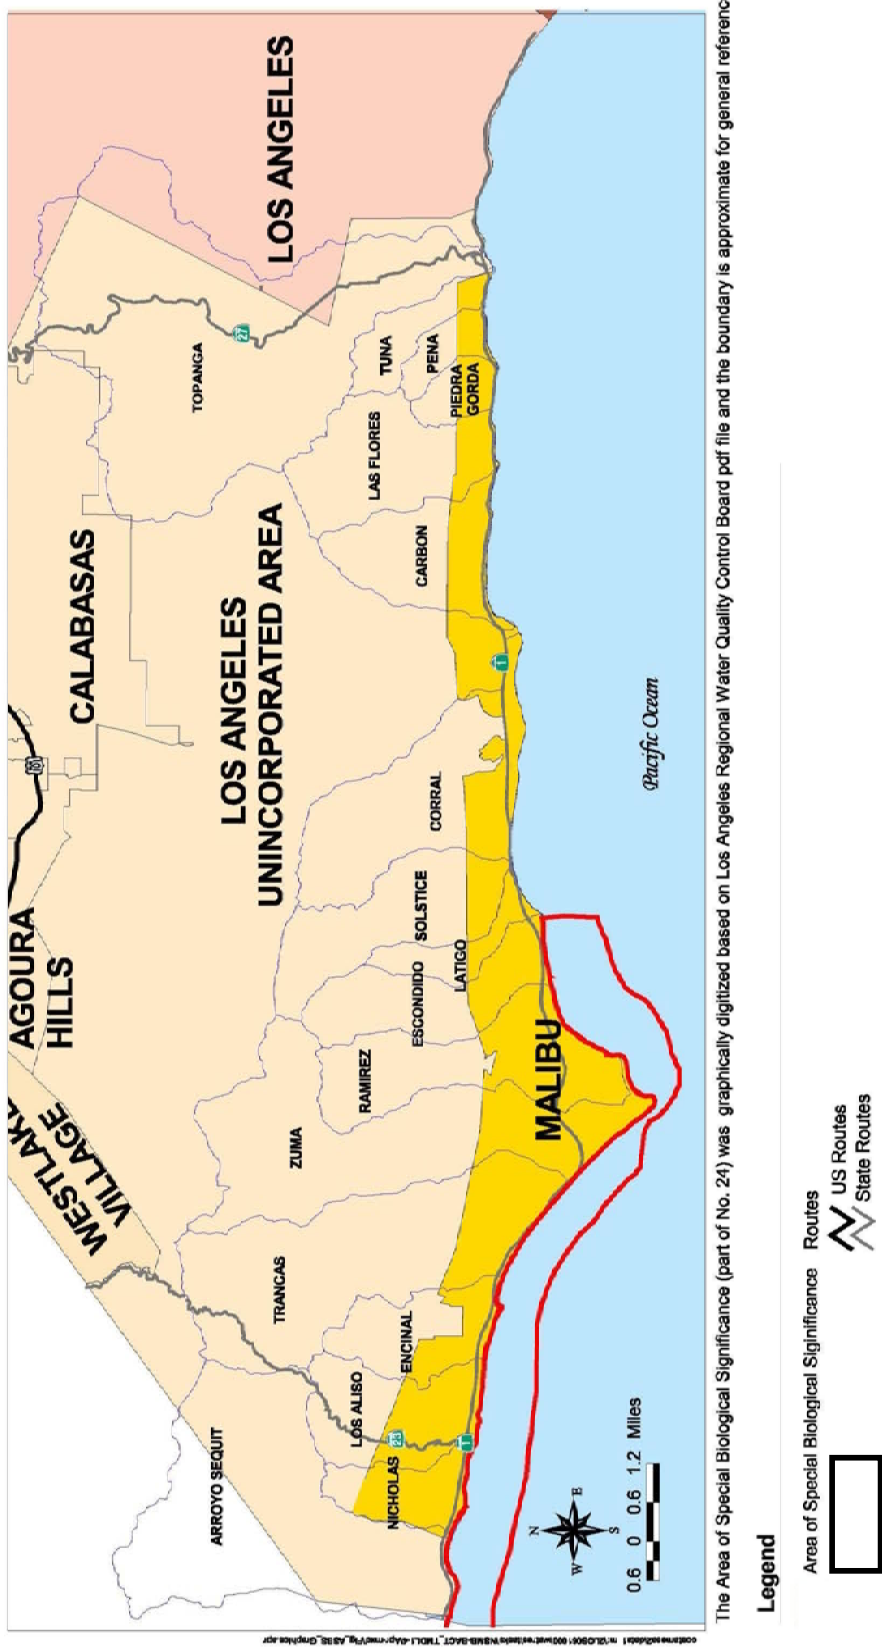 LOS ANGELES
CALABASAS
LOS ANGELES
UNINCORPORATED AREA
AGOURA
HILLS
WESTLAKE
VILLAGE
101
27
TOPANGA
TUNA
PENA
PIEDRA
GORDA
LAS FLORES
CARBON
1
CORRAL
SOLSTICE
LATIGO
ESCONDIDO
RAMIREZ
ZUMA
TRANCAS
MALIBU
ENCINAL
LOS ALISO
NICHOLAS
23
1
ARROYO SEQUIT
Pacific Ocean
N
W
E
S
0.6 0 0.6 1.2 Miles
The Area of Special Biological Significance (part of No. 24) was graphically digitized based on Los Angeles Regional Water Quality Control Board pdf file and the boundary is approximate for general referenc
Legend
Area of Special Biological Siginificance
Routes
US Routes
State Routes